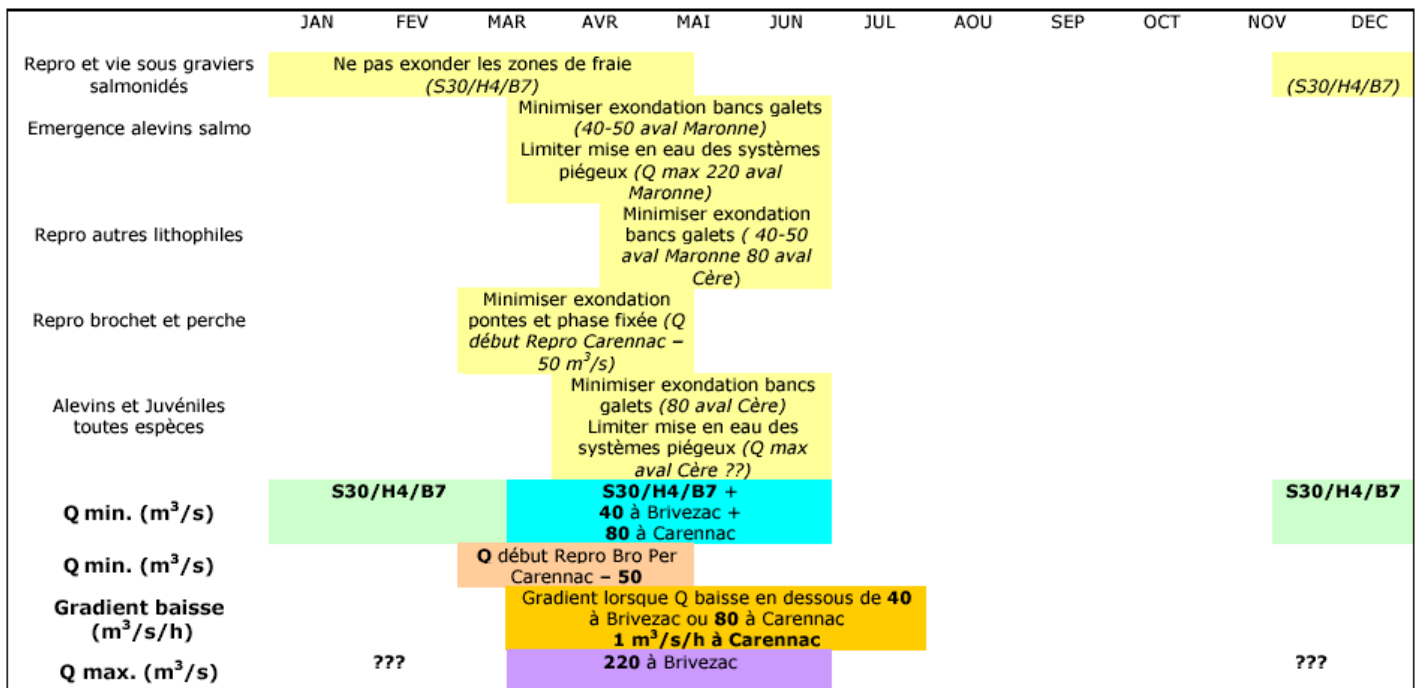 JAN FEV MAR AVR MAI JUN JUL AOU SEP OCT NOV DEC
Repro et vie sous graviers
salmonidés
Ne pas exonder les zones de fraie
(S30/H4/B7)
(S30/H4/B7)
Emergence alevins salmo
Minimiser exondation bancs galets
(40-50 aval Maronne)
Limiter mise en eau des systèmes
piégeux (Q max 220 aval
Maronne)
Repro autres lithophiles
Minimiser exondation
bancs galets ( 40-50
aval Maronne 80 aval
Cère)
Repro brochet et perche
Minimiser exondation
pontes et phase fixée (Q
début Repro Carennac –
50 m³/s)
Alevins et Juvéniles
toutes espèces
Minimiser exondation bancs
galets (80 aval Cère)
Limiter mise en eau des
systèmes piégeux (Q max
aval Cère ??)
Q min. (m³/s)
S30/H4/B7
S30/H4/B7 +
40 à Brivezac +
80 à Carennac
S30/H4/B7
Q min. (m³/s)
Q début Repro Bro Per
Carennac – 50
Gradient baisse
(m³/s/h)
Gradient lorsque Q baisse en dessous de 40
à Brivezac ou 80 à Carennac
1 m³/s/h à Carennac
Q max. (m³/s)
???
220 à Brivezac
???